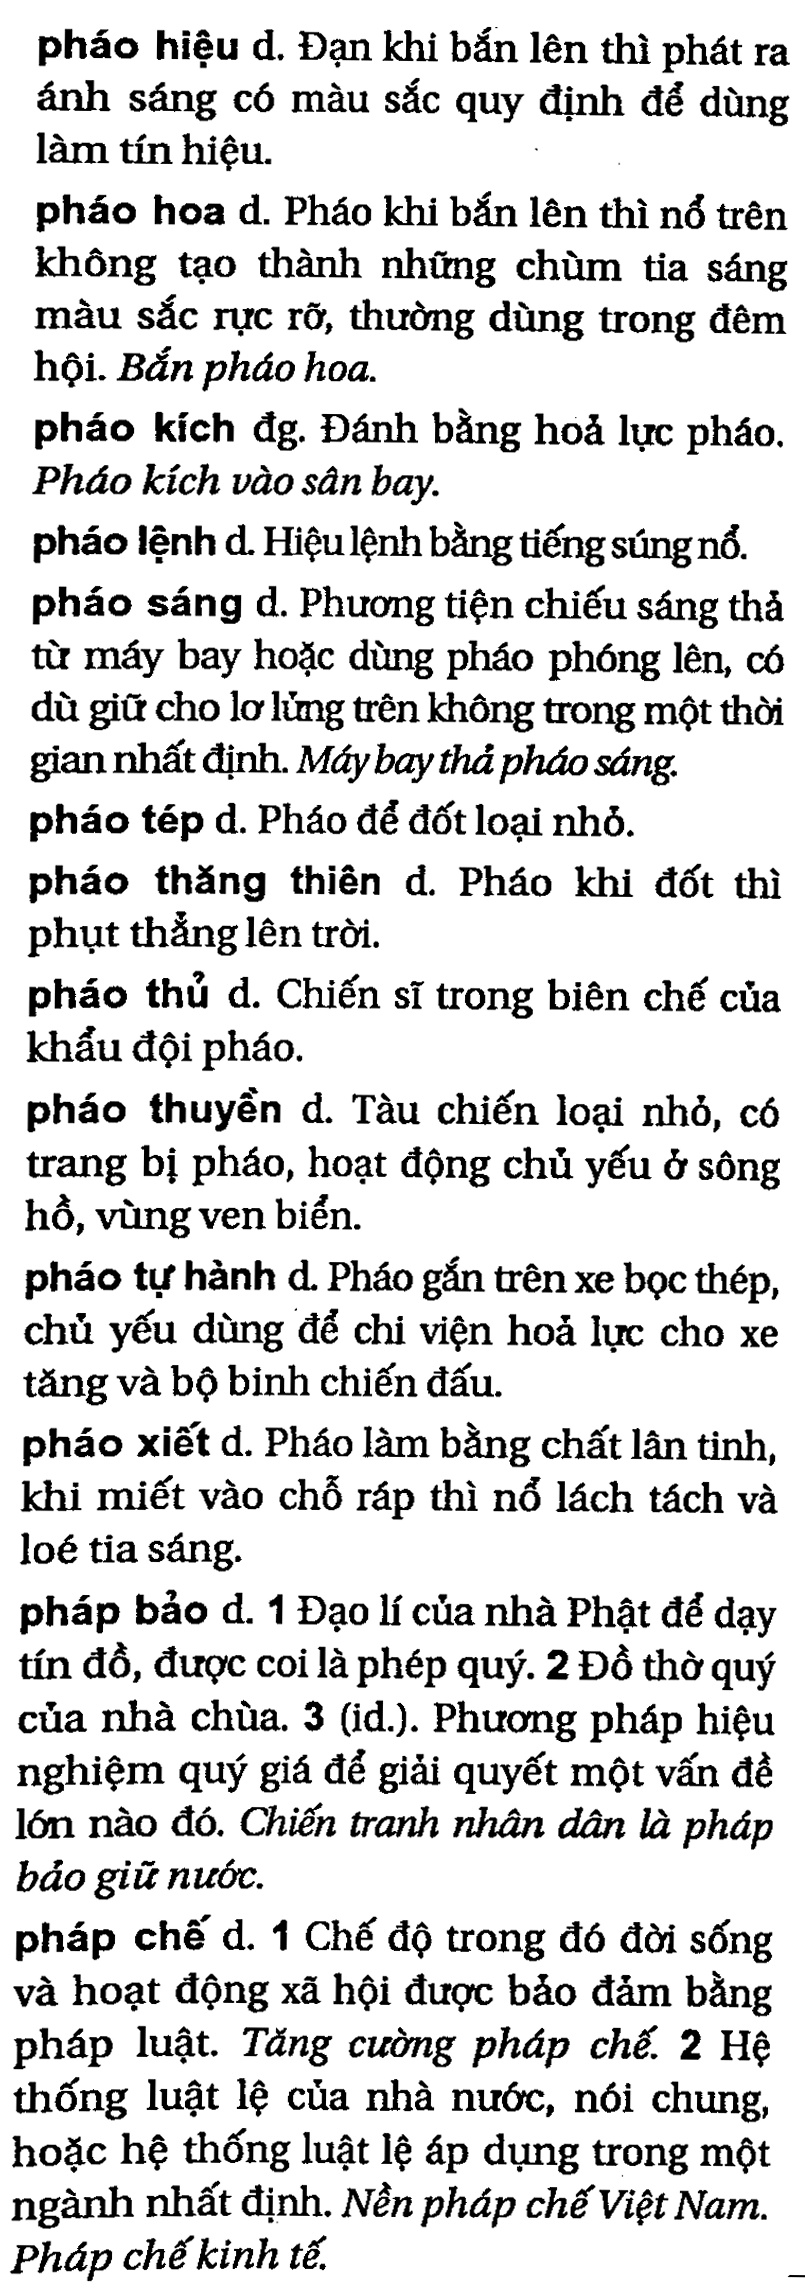 pháo hiệu d. Đạn khi bắn lên thì phát ra
ánh sáng có màu sắc quy định để dùng
làm tín hiệu.
pháo hoa d. Pháo khi bắn lên thì nổ trên
không tạo thành những chùm tia sáng
màu sắc rực rỡ, thường dùng trong đêm
hội. Bắn pháo hoa.
pháo kích đg. Đánh bằng hoả lực pháo.
Pháo kích vào sân bay.
pháo lệnh d. Hiệu lệnh bằng tiếng súng nổ.
pháo sáng d. Phương tiện chiếu sáng thả
từ máy bay hoặc dùng pháo phóng lên, có
dù giữ cho lơ lửng trên không trong một thời
gian nhất định. Máy bay thả pháo sáng.
pháo tép d. Pháo để đốt loại nhỏ.
pháo thăng thiên d. Pháo khi đốt thì
phụt thẳng lên trời.
pháo thủ d. Chiến sĩ trong biên chế của
khẩu đội pháo.
pháo thuyền d. Tàu chiến loại nhỏ, có
trang bị pháo, hoạt động chủ yếu ở sông
hồ, vùng ven biển.
pháo tự hành d. Pháo gắn trên xe bọc thép,
chủ yếu dùng để chi viện hoả lực cho xe
tăng và bộ binh chiến đấu.
pháo xiết d. Pháo làm bằng chất lân tinh,
khi miết vào chỗ ráp thì nổ lách tách và
loé tia sáng.
pháp bảo d. 1 Đạo lí của nhà Phật để dạy
tín đồ, được coi là phép quý. 2 Đồ thờ quý
của nhà chùa. 3 (id.). Phương pháp hiệu
nghiệm quý giá để giải quyết một vấn đề
lớn nào đó. Chiến tranh nhân dân là pháp
bảo giữ nước.
pháp chế d. 1 Chế độ trong đó đời sống
và hoạt động xã hội được bảo đảm bằng
pháp luật. Tăng cường pháp chế. 2 Hệ
thống luật lệ của nhà nước, nói chung,
hoặc hệ thống luật lệ áp dụng trong một
ngành nhất định. Nền pháp chế Việt Nam.
Pháp chế kinh tế.